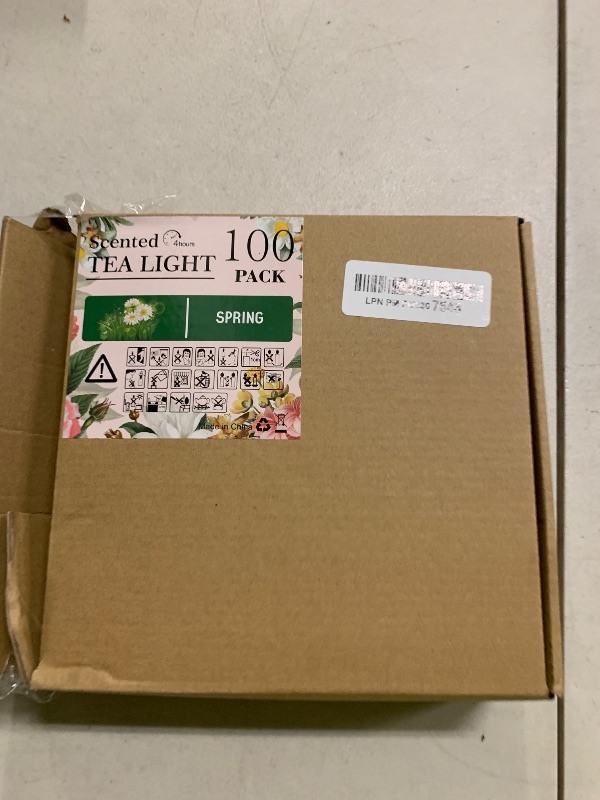 Scented 4hours
TEA LIGHT
100
PACK
SPRING
Made in China
LPN